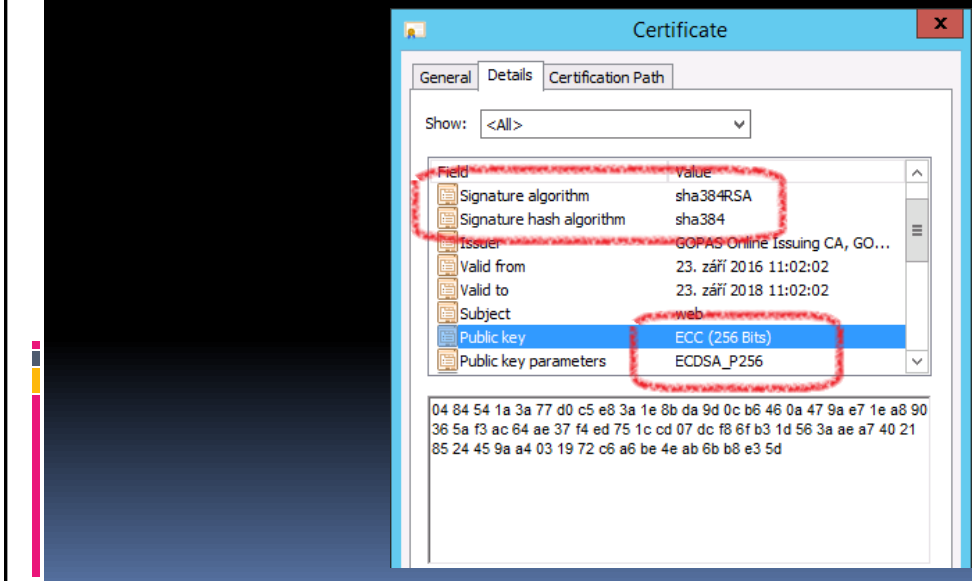 Certificate
x
General Details Certification Path
Show: <All>
Field Value
Signature algorithm sha384RSA
Signature hash algorithm sha384
Issuer GOPAS Online Issuing CA, GO...
Valid from 23. září 2016 11:02:02
Valid to 23. září 2018 11:02:02
Subject web
Public key ECC (256 Bits)
Public key parameters ECDSA_P256
04 84 54 1a 3a 77 d0 c5 e8 3a 1e 8b da 9d 0c b6 46 0a 47 9a e7 1e a8 90
36 5a f3 ac 64 ae 37 f4 ed 75 1c cd 07 dc f8 6f b3 1d 56 3a ae a7 40 21
85 24 45 9a a4 03 19 72 c6 a6 be 4e ab 6b b8 e3 5d